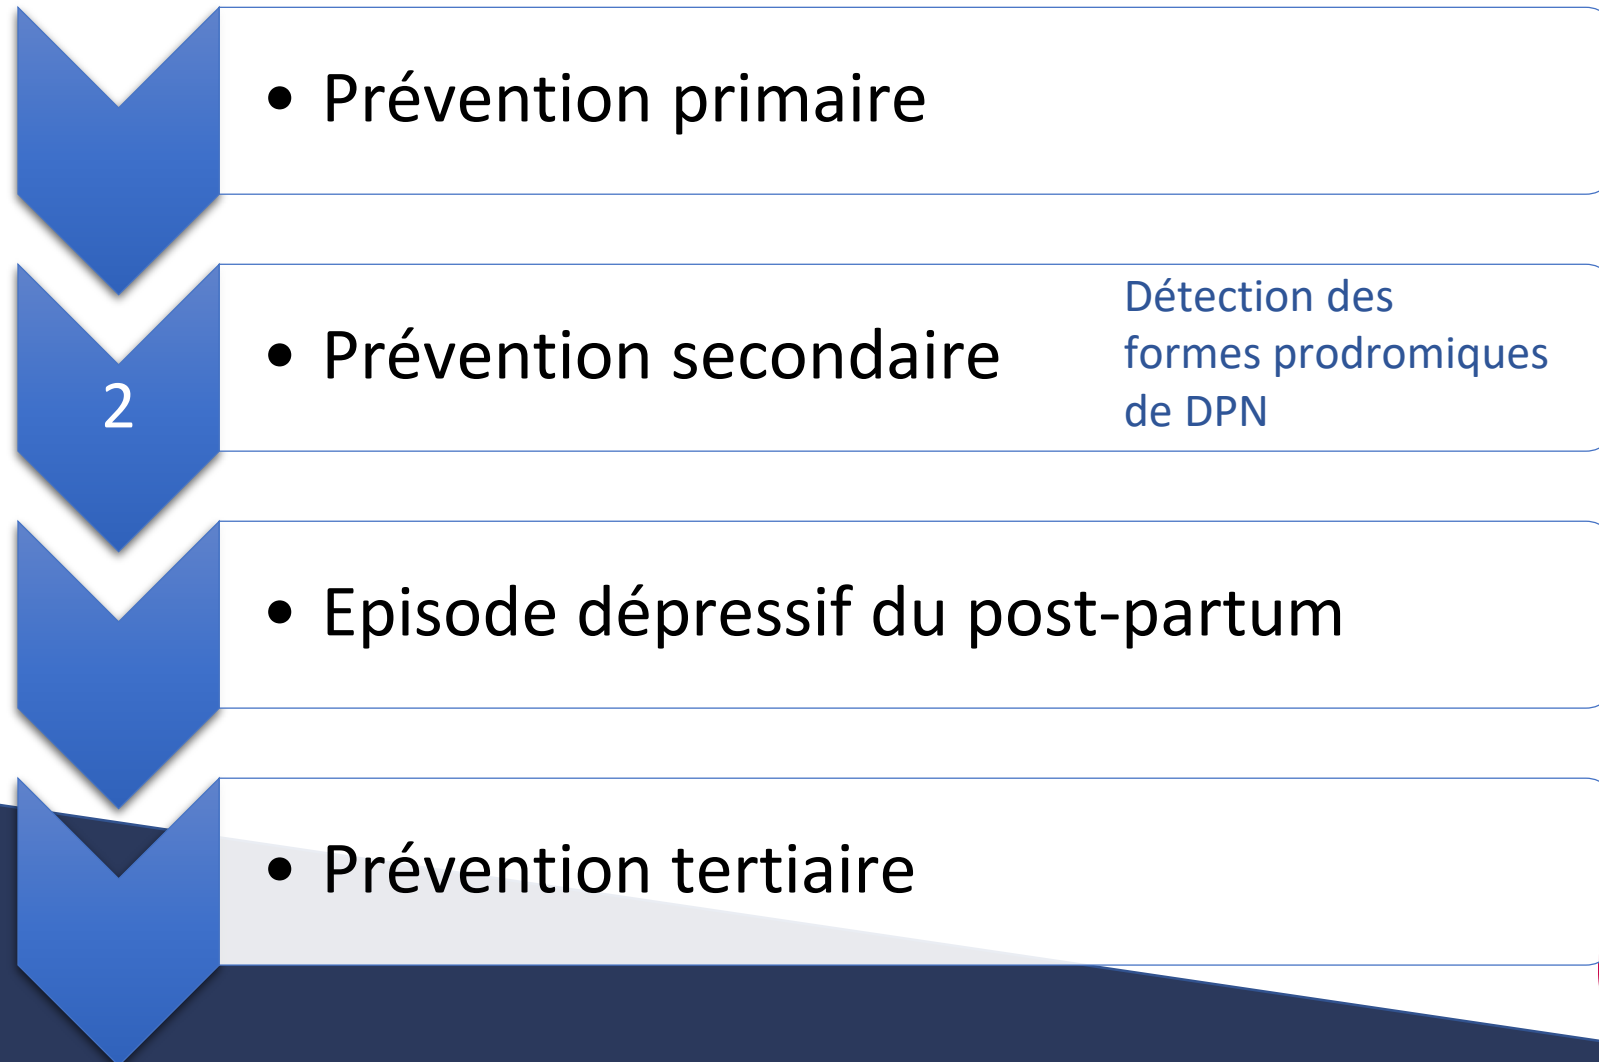 • Prévention primaire
2
• Prévention secondaire
Détection des
formes prodromiques
de DPN
• Episode dépressif du post-partum
• Prévention tertiaire